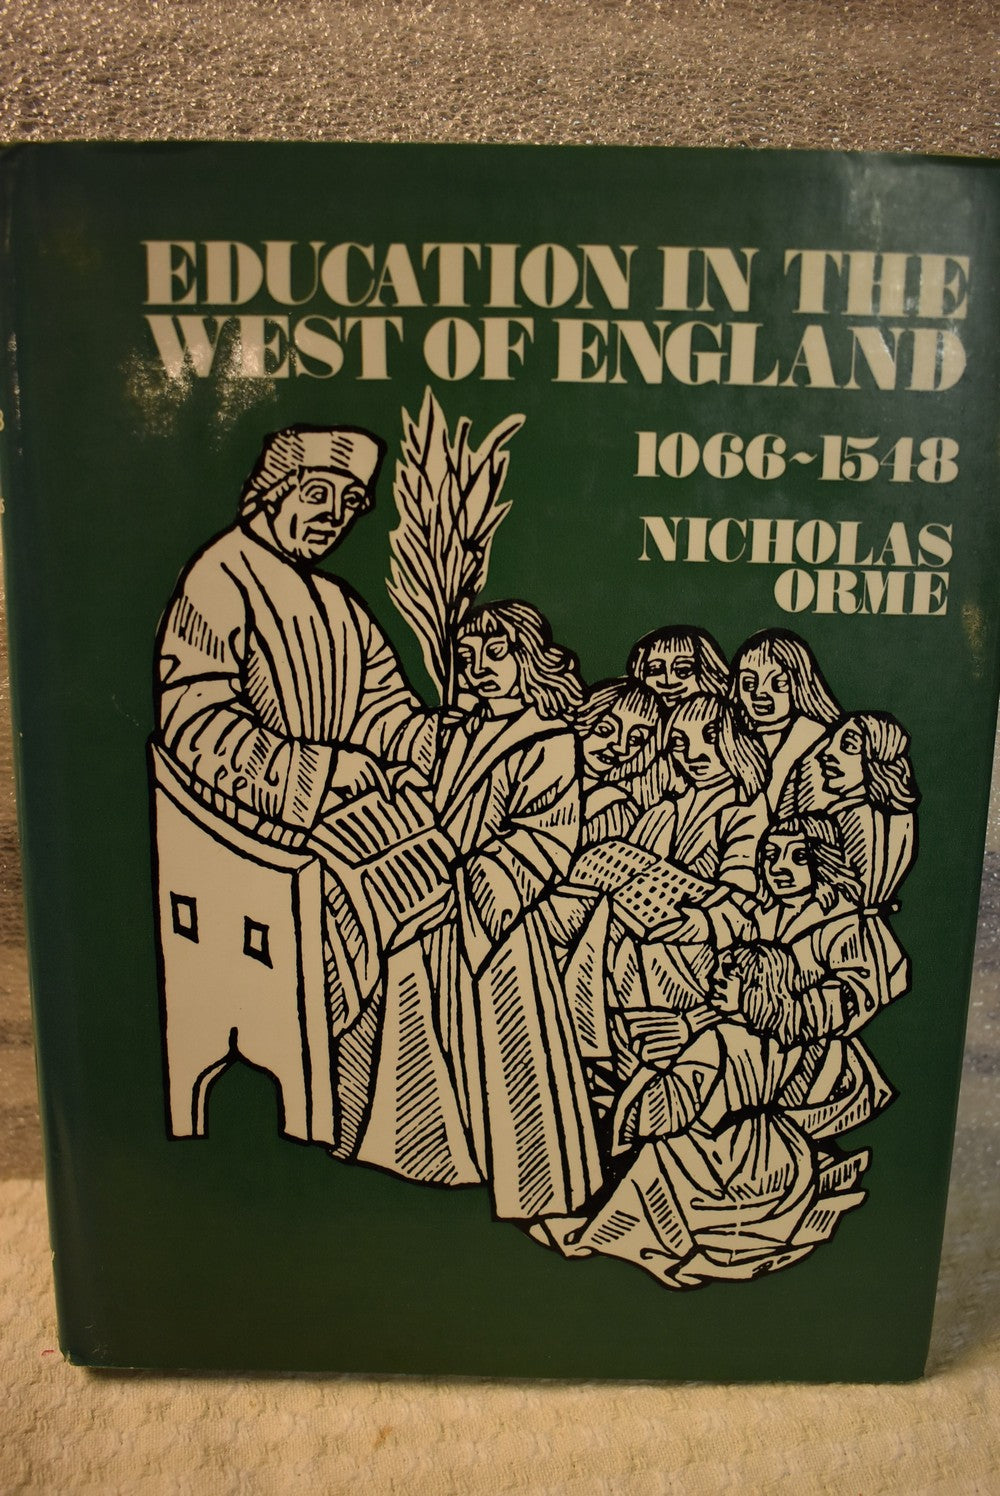 EDUCATION IN THE
WEST OF ENGLAND
1066~1548
NICHOLAS
ORME